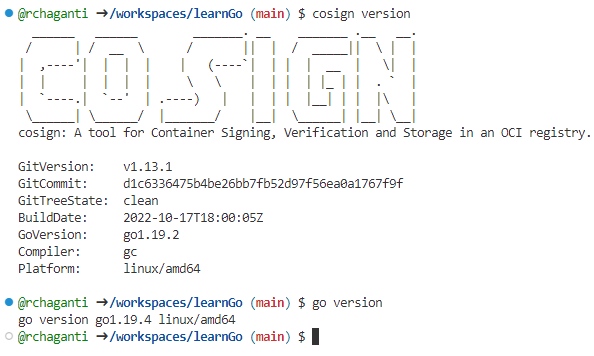 @rchaganti ➜/workspaces/learnGo (main) $ cosign version
COSIGN
cosign: A tool for Container Signing, Verification and Storage in an OCI registry.
GitVersion: v1.13.1
GitCommit: d1c6336475b4be26bb7fb52d97f56ea0a1767f9f
GitTreeState: clean
BuildDate: 2022-10-17T18:00:05Z
GoVersion: go1.19.2
Compiler: gc
Platform: linux/amd64
@rchaganti ➜/workspaces/learnGo (main) $ go version
go version go1.19.4 linux/amd64
@rchaganti ➜/workspaces/learnGo (main) $